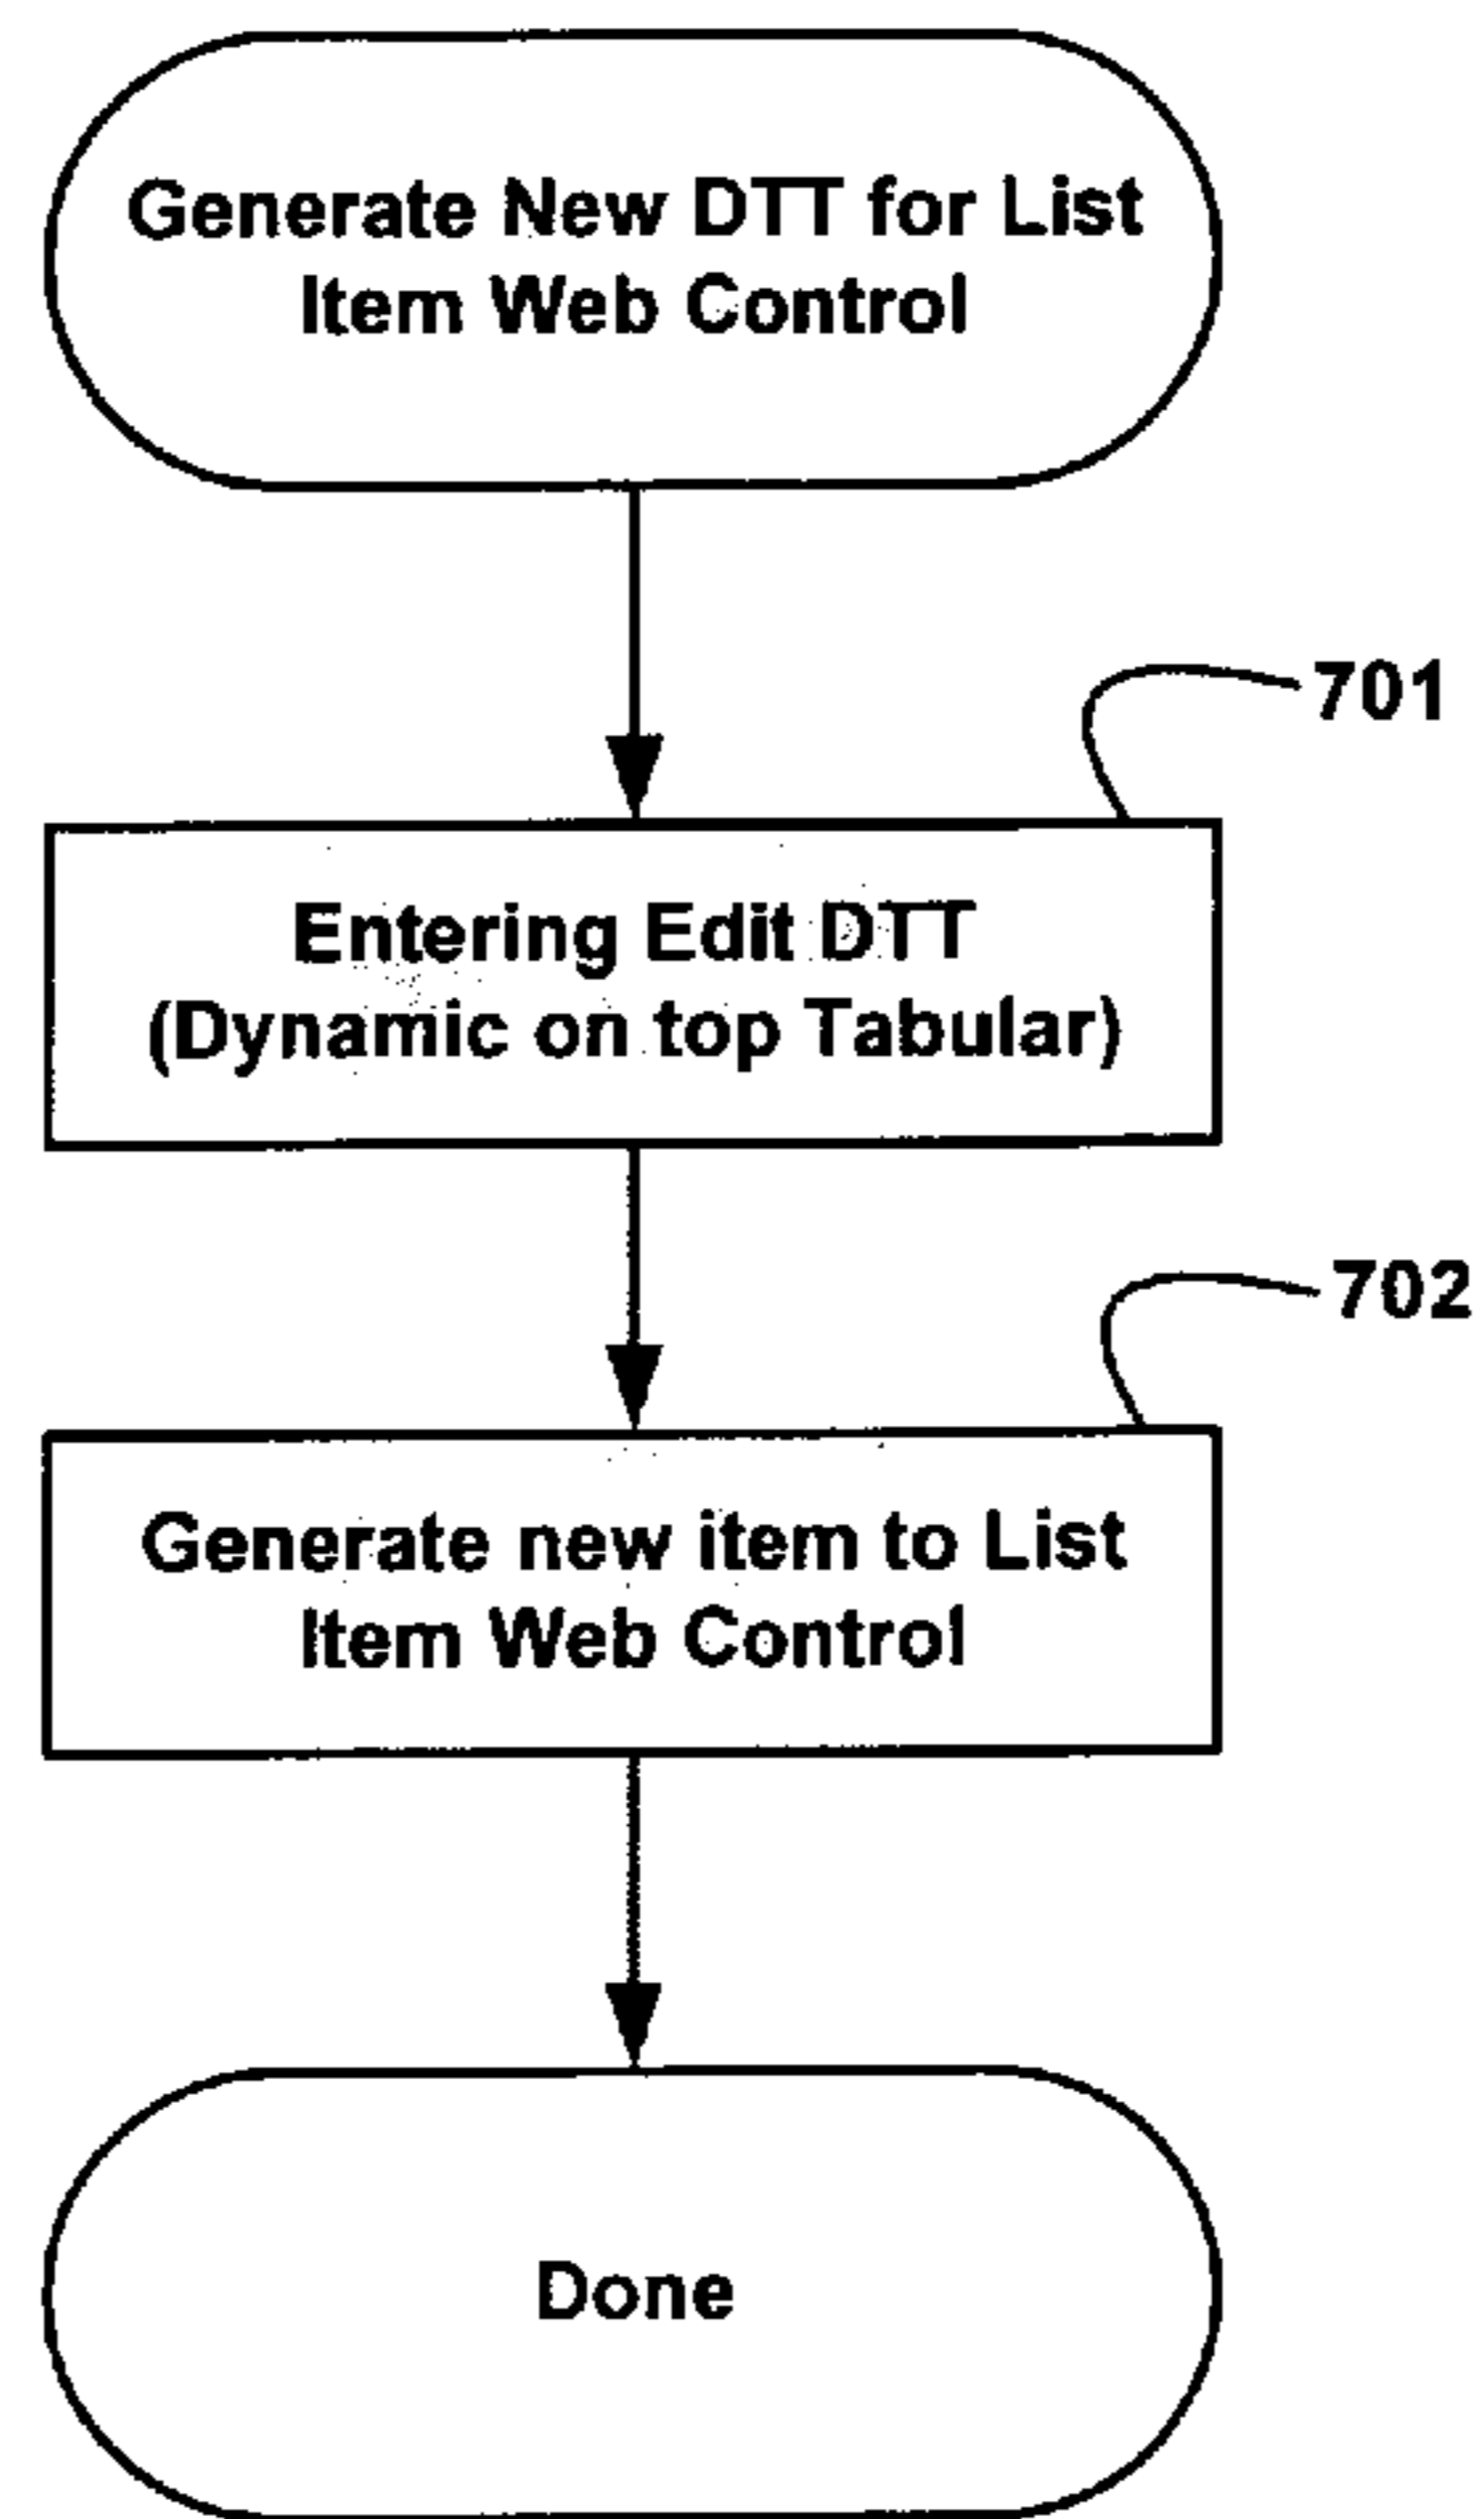 Generate New DTT for List
Item Web Control
701
Entering Edit DTT
(Dynamic on top Tabular)
702
Generate new item to List
Item Web Control
Done